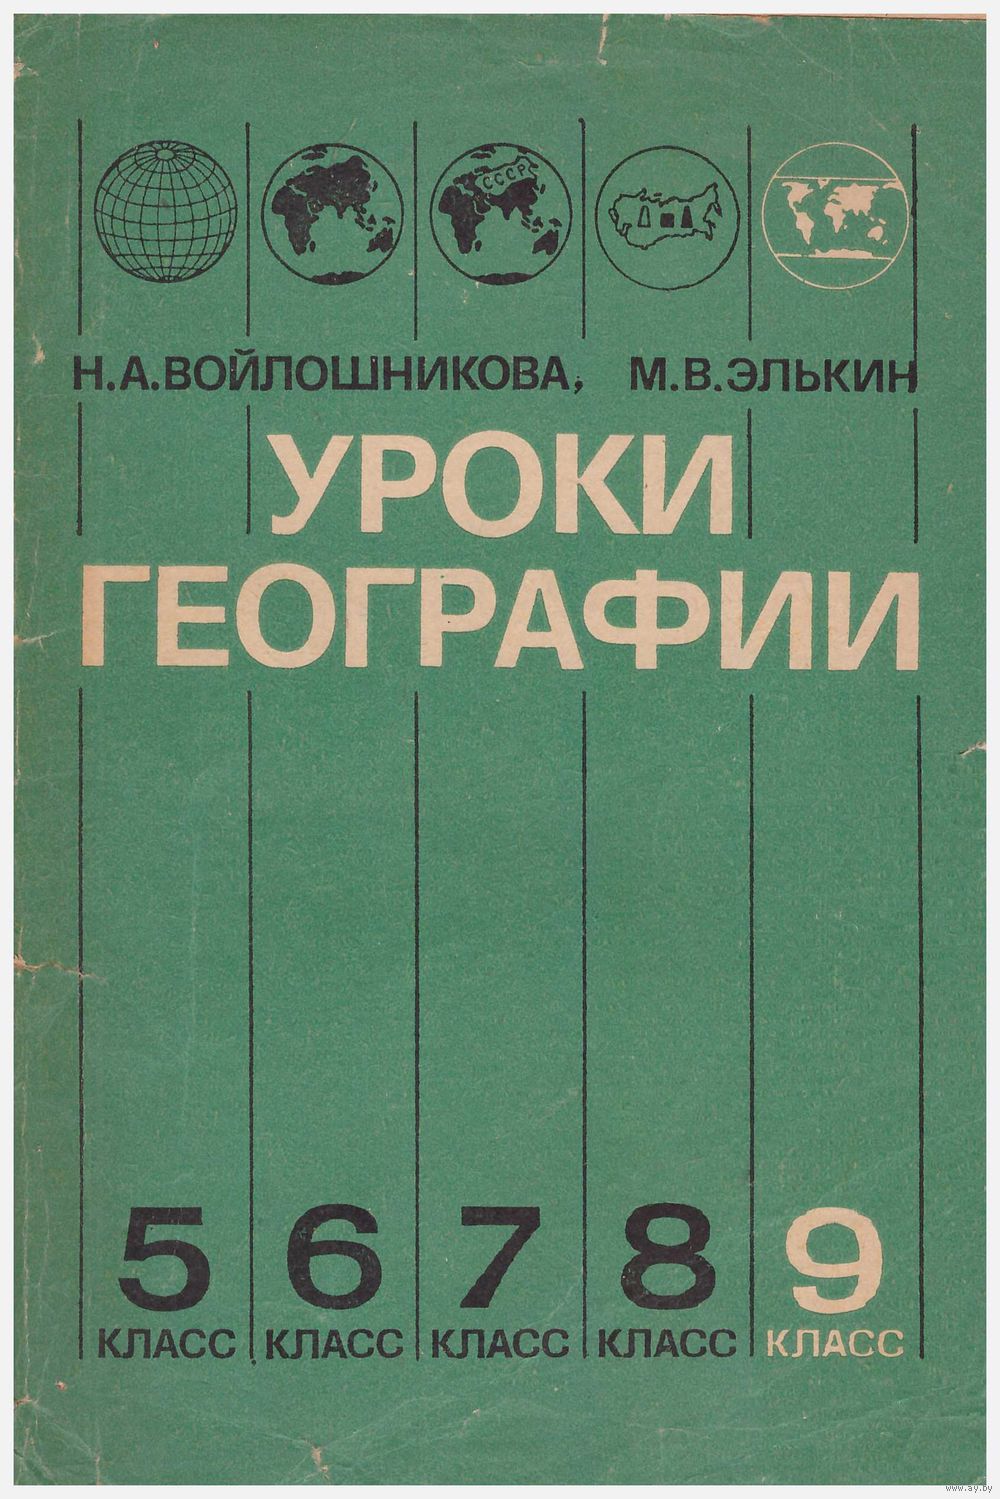 СССР
Н.А.ВОЙЛОШНИКОВА, М.В.ЭЛЬКИН
УРОКИ
ГЕОГРАФИИ
5 6 7 8 9
КЛАСС КЛАСС КЛАСС КЛАСС КЛАСС
www.ay.by